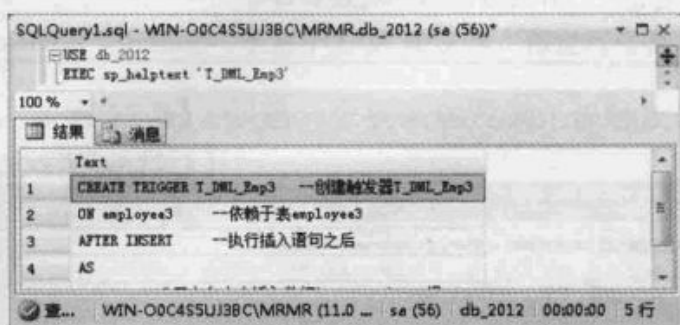 SQLQuery1.sql - WIN-O0C4S5UJ3BC\MRMR.db_2012 (sa (56))*
USE db_2012
EXEC sp_helptext 'T_DML_Emp3'
100 %
结果 消息
Text
1 CREATE TRIGGER T_DML_Emp3 --创建触发器T_DML_Emp3
2 ON employee3 --依赖于表employee3
3 AFTER INSERT --执行插入语句之后
4 AS
查... WIN-O0C4S5UJ3BC\MRMR (11.0 ... sa (56) db_2012 00:00:00 5 行